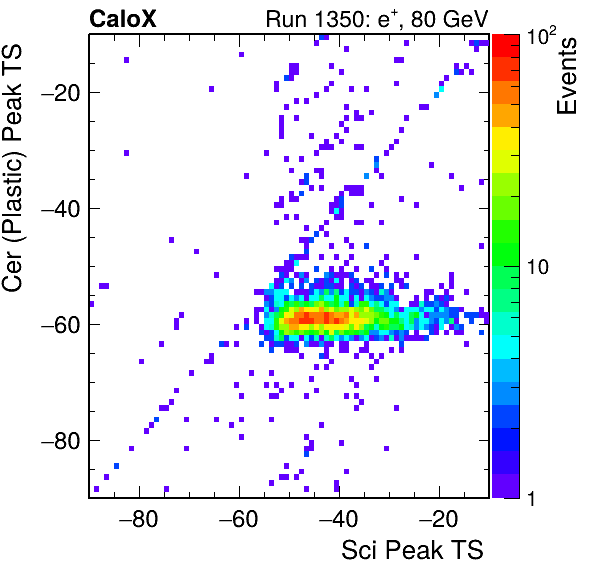 CaloX Run 1350: e⁺, 80 GeV
Cer (Plastic) Peak TS
−20
−40
−60
−80
−80 −60 −40 −20
Sci Peak TS
10²
10
1
Events